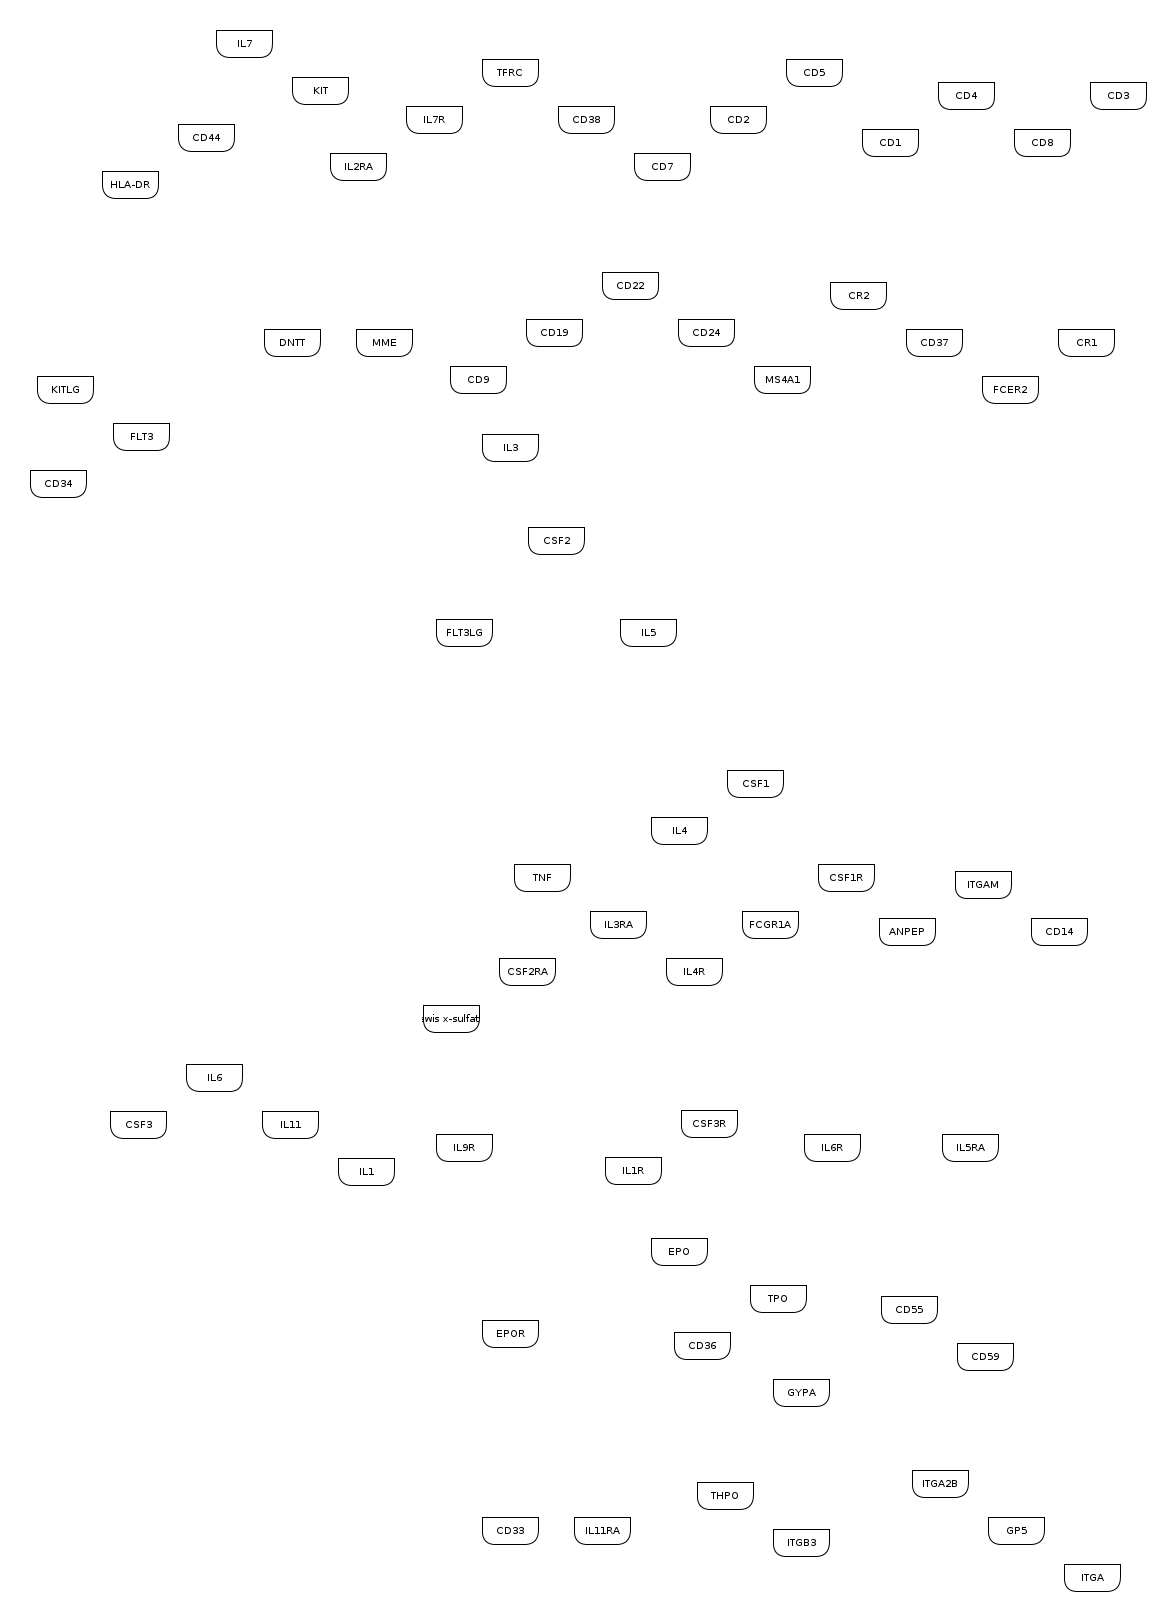 IL7
TFRC
CD5
KIT
CD4
CD3
IL7R
CD38
CD2
CD44
CD1
CD8
IL2RA
CD7
HLA-DR
CD22
CR2
CD19
CD24
DNTT
MME
CD37
CR1
CD9
MS4A1
KITLG
FCER2
FLT3
IL3
CD34
CSF2
FLT3LG
IL5
CSF1
IL4
TNF
CSF1R
ITGAM
IL3RA
FCGR1A
ANPEP
CD14
CSF2RA
IL4R
wis x-sulfat
IL6
CSF3
IL11
CSF3R
IL9R
IL6R
IL5RA
IL1
IL1R
EPO
TPO
CD55
EPOR
CD36
CD59
GYPA
ITGA2B
THPO
CD33
IL11RA
GP5
ITGB3
ITGA